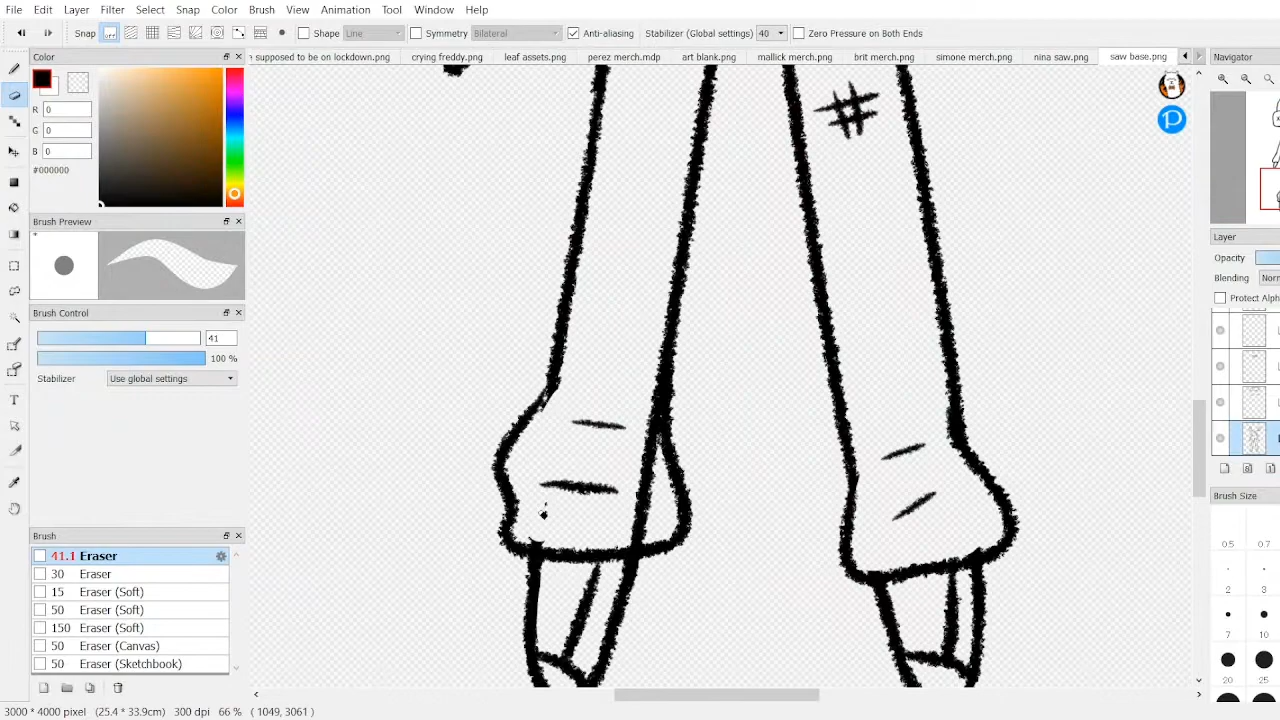 File Edit Layer Filter Select Snap Color Brush View Animation Tool Window Help
Snap OFF Shape Line Symmetry Bilateral Anti-aliasing Stabilizer (Global settings) 40 Zero Pressure on Both Ends
Color supposed to be on lockdown.png crying freddy.png leaf assets.png perez merch.mdp art blank.png mallick merch.png brit merch.png simone merch.png nina saw.png saw base.png Navigator
R 0
G 0
B 0
#000000
Brush Preview
Layer
Opacity
Blending
Protect Alph
Brush Control
41
100 %
Stabilizer Use global settings
Brush Size
Brush
0.5 0.7
41.1 Eraser
30 Eraser
2 3
15 Eraser (Soft)
50 Eraser (Soft)
7 10
150 Eraser (Soft)
50 Eraser (Canvas)
50 Eraser (Sketchbook)
20 25
3000 * 4000 pixel (25.4 * 33.9cm) 300 dpi 66 % ( 1049, 3061 )